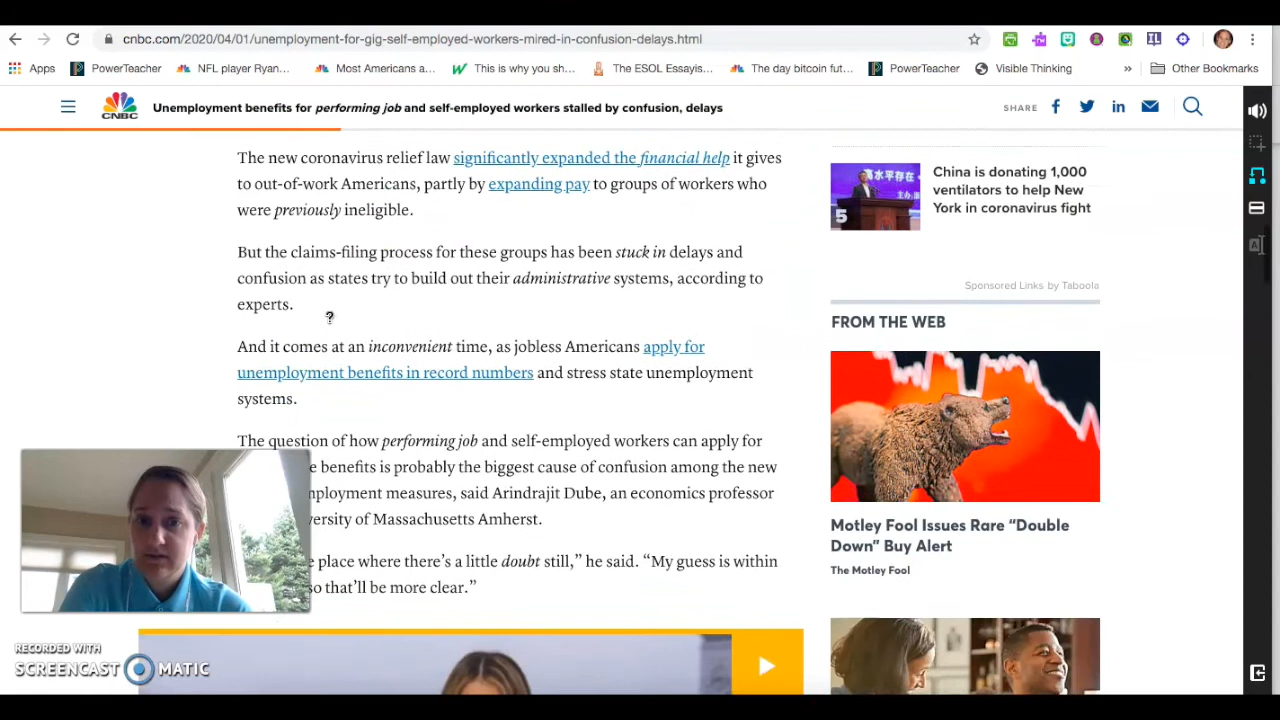 cnbc.com/2020/04/01/unemployment-for-gig-self-employed-workers-mired-in-confusion-delays.html
Apps PowerTeacher NFL player Ryan... Most Americans a... This is why you sh... The ESOL Essayis... The day bitcoin fut... PowerTeacher Visible Thinking » Other Bookmarks
CNBC
Unemployment benefits for performing job and self-employed workers stalled by confusion, delays
SHARE
The new coronavirus relief law significantly expanded the financial help it gives
to out-of-work Americans, partly by expanding pay to groups of workers who
were previously ineligible.
But the claims-filing process for these groups has been stuck in delays and
confusion as states try to build out their administrative systems, according to
experts.
And it comes at an inconvenient time, as jobless Americans apply for
unemployment benefits in record numbers and stress state unemployment
systems.
The question of how performing job and self-employed workers can apply for
benefits is probably the biggest cause of confusion among the new
measures, said Arindrajit Dube, an economics professor
of Massachusetts Amherst.
place where there's a little doubt still,” he said. “My guess is within
so that'll be more clear.”
5
China is donating 1,000
ventilators to help New
York in coronavirus fight
Sponsored Links by Taboola
FROM THE WEB
Motley Fool Issues Rare “Double
Down” Buy Alert
The Motley Fool
RECORDED WITH
SCREENCAST MATIC